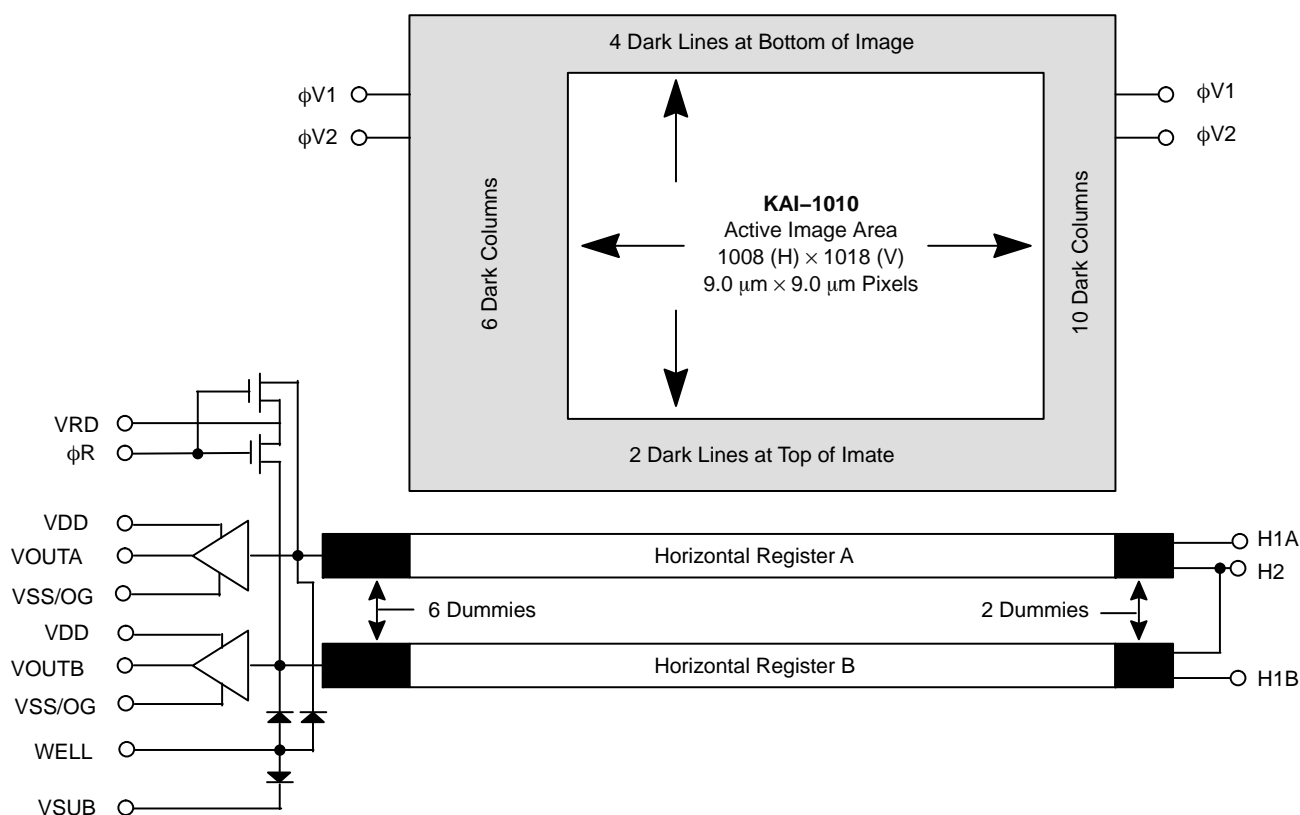 4 Dark Lines at Bottom of Image
ϕV1
ϕV2
ϕV1
ϕV2
6 Dark Columns
KAI−1010
Active Image Area
1008 (H) × 1018 (V)
9.0 μm × 9.0 μm Pixels
10 Dark Columns
2 Dark Lines at Top of Imate
VRD
ϕR
VDD
VOUTA
VSS/OG
Horizontal Register A
H1A
H2
6 Dummies
2 Dummies
VDD
VOUTB
VSS/OG
Horizontal Register B
H1B
WELL
VSUB